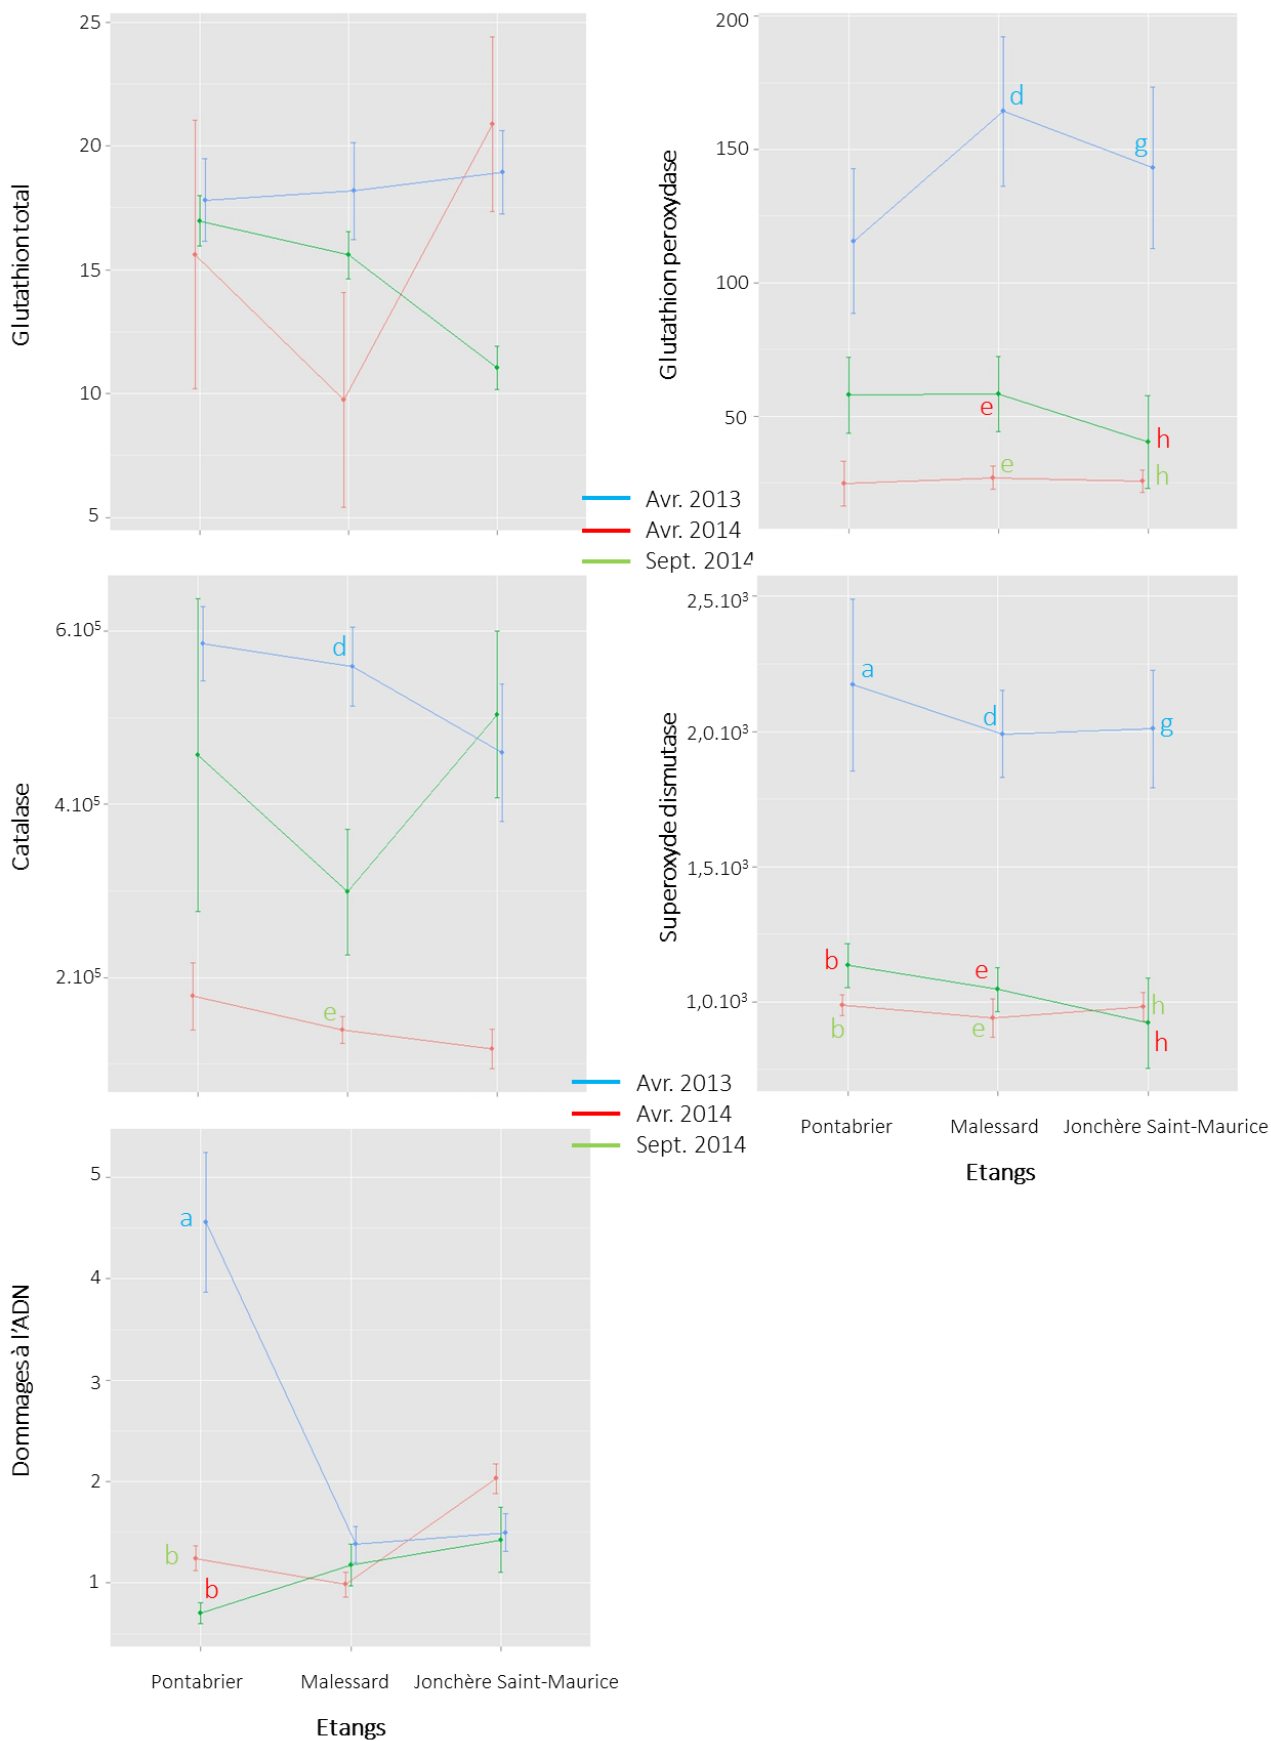 Glutathion total
25
20
15
10
5
Glutathion peroxydase
200
150
100
50
d
g
e
h
e
h
Avr. 2013
Avr. 2014
Sept. 2014
Catalase
6.10⁵
4.10⁵
2.10⁵
d
e
Superoxyde dismutase
2,5.10³
2,0.10³
1,5.10³
1,0.10³
a
d
g
b
e
h
b
e
h
Avr. 2013
Avr. 2014
Sept. 2014
Pontabrier Malessard Jonchère Saint-Maurice
Etangs
Dommages à l'ADN
5
4
3
2
1
a
b
b
Pontabrier Malessard Jonchère Saint-Maurice
Etangs